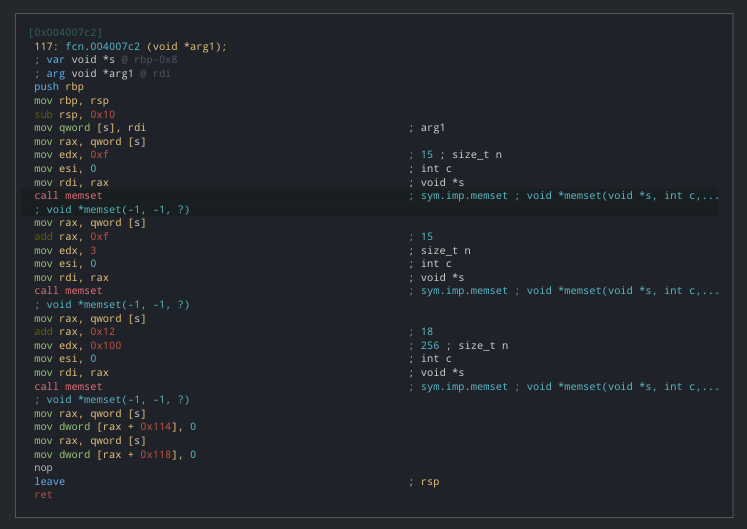 [0x004007c2]
117: fcn.004007c2 (void *arg1);
; var void *s @ rbp-0x8
; arg void *arg1 @ rdi
push rbp
mov rbp, rsp
sub rsp, 0x10
mov qword [s], rdi ; arg1
mov rax, qword [s]
mov edx, 0xf ; 15 ; size_t n
mov esi, 0 ; int c
mov rdi, rax ; void *s
call memset ; sym.imp.memset ; void *memset(void *s, int c,...
; void *memset(-1, -1, ?)
mov rax, qword [s]
add rax, 0xf ; 15
mov edx, 3 ; size_t n
mov esi, 0 ; int c
mov rdi, rax ; void *s
call memset ; sym.imp.memset ; void *memset(void *s, int c,...
; void *memset(-1, -1, ?)
mov rax, qword [s]
add rax, 0x12 ; 18
mov edx, 0x100 ; 256 ; size_t n
mov esi, 0 ; int c
mov rdi, rax ; void *s
call memset ; sym.imp.memset ; void *memset(void *s, int c,...
; void *memset(-1, -1, ?)
mov rax, qword [s]
mov dword [rax + 0x114], 0
mov rax, qword [s]
mov dword [rax + 0x118], 0
nop
leave ; rsp
ret